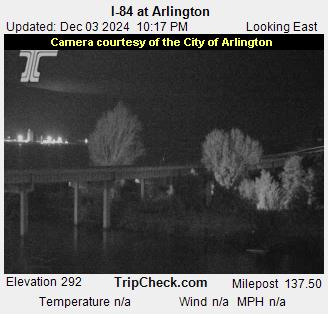 I-84 at Arlington
Updated: Dec 03 2024 10:17 PM Looking East
Camera courtesy of the City of Arlington
Elevation 292 TripCheck.com Milepost 137.50
Temperature n/a Wind n/a MPH n/a